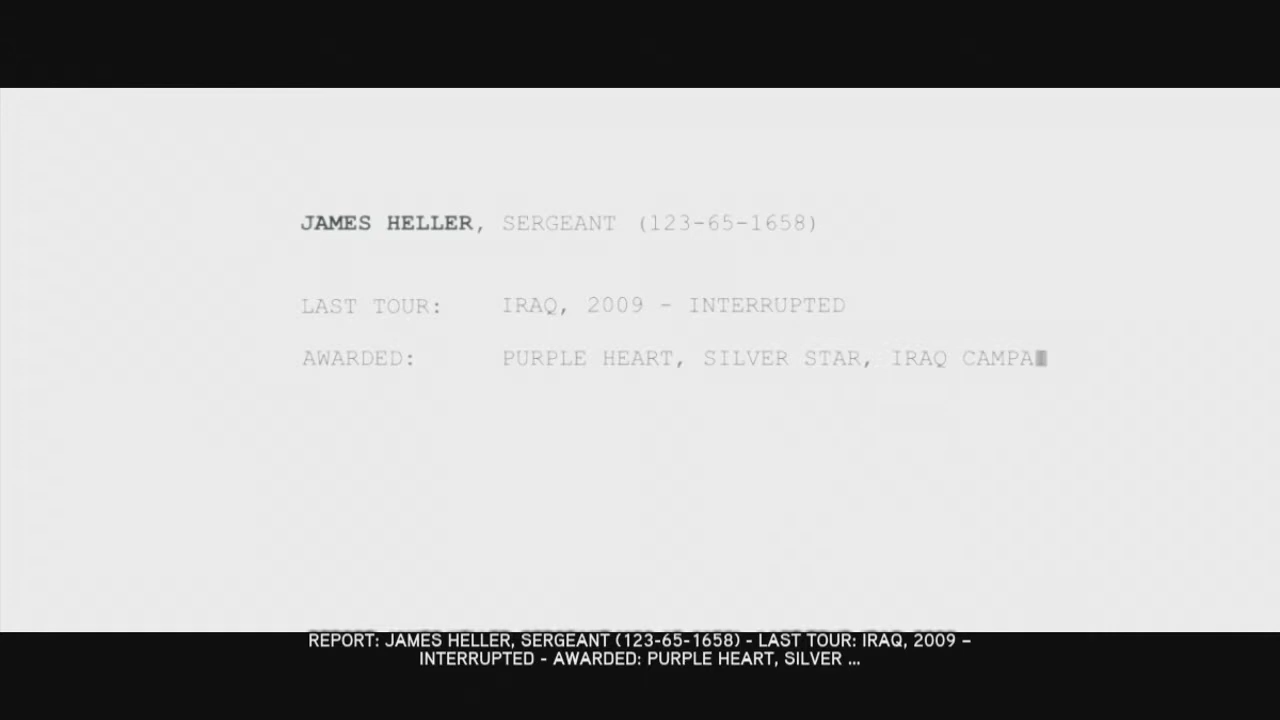 JAMES HELLER, SERGEANT (123-65-1658)
LAST TOUR: IRAQ, 2009 - INTERRUPTED
AWARDED: PURPLE HEART, SILVER STAR, IRAQ CAMPA
REPORT: JAMES HELLER, SERGEANT (123-65-1658) - LAST TOUR: IRAQ, 2009 –
INTERRUPTED - AWARDED: PURPLE HEART, SILVER ...